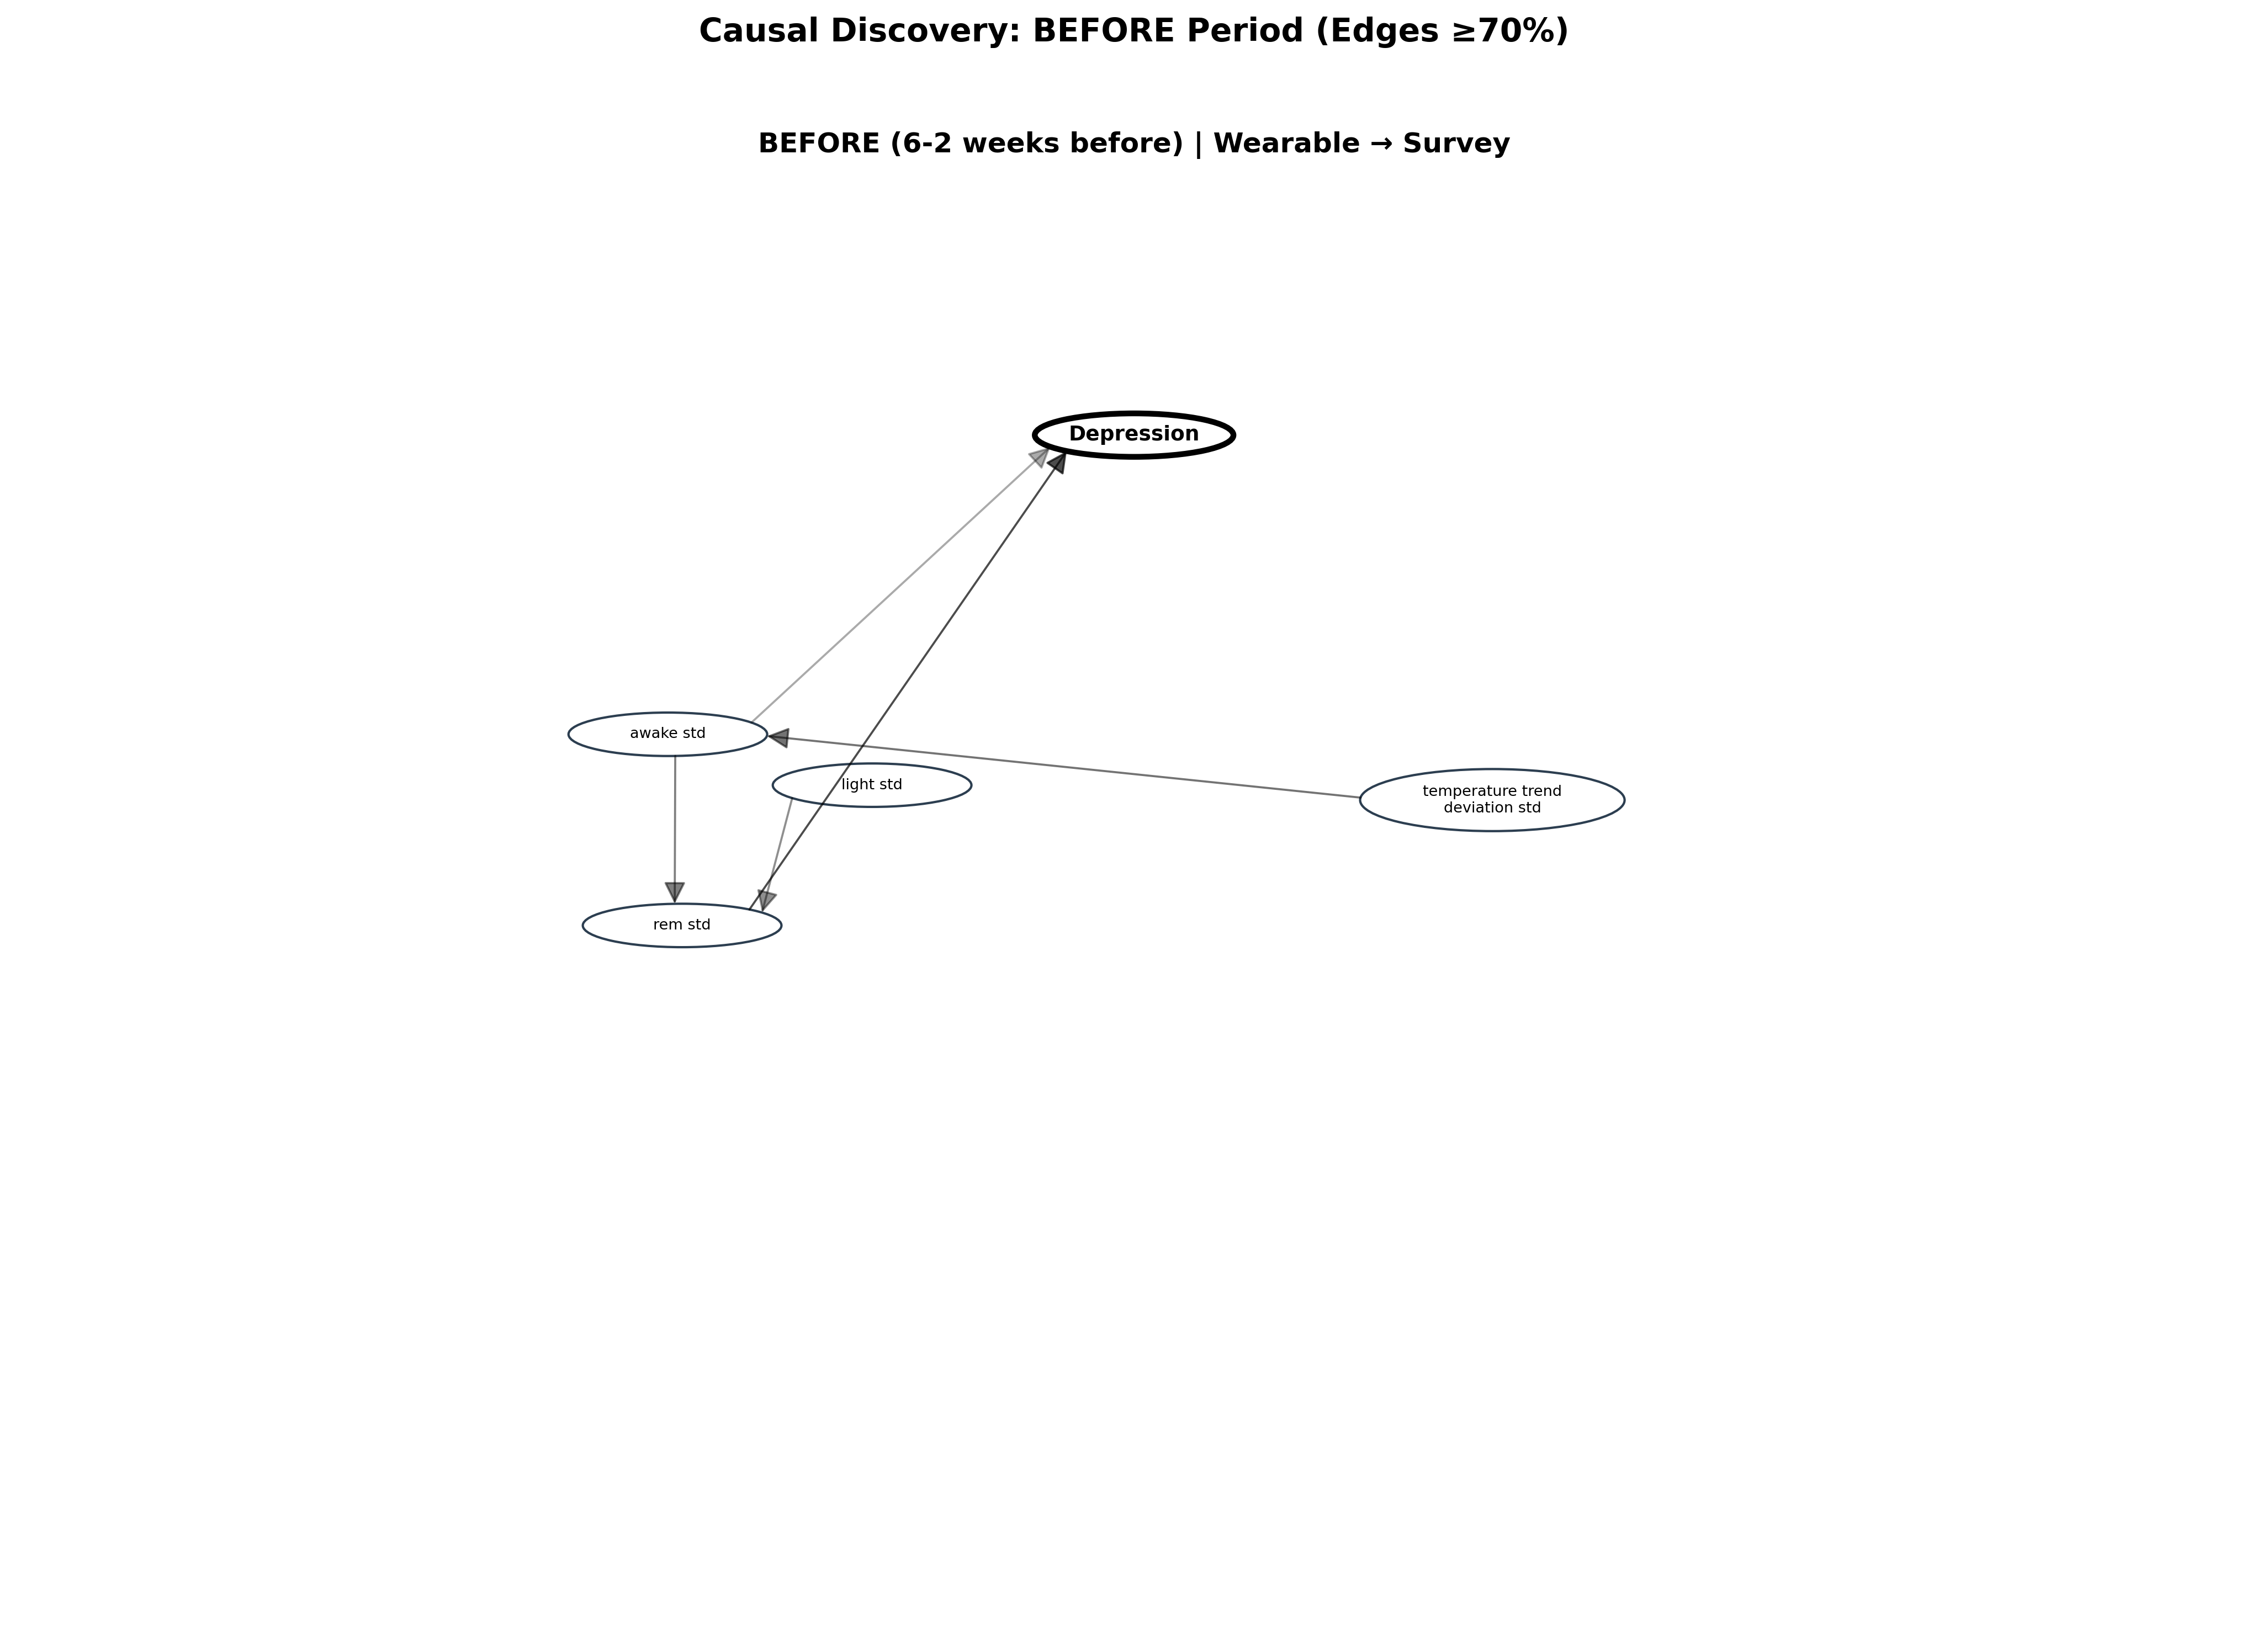 Causal Discovery: BEFORE Period (Edges ≥70%)
BEFORE (6-2 weeks before) | Wearable → Survey
Depression
awake std
light std
temperature trend
deviation std
rem std